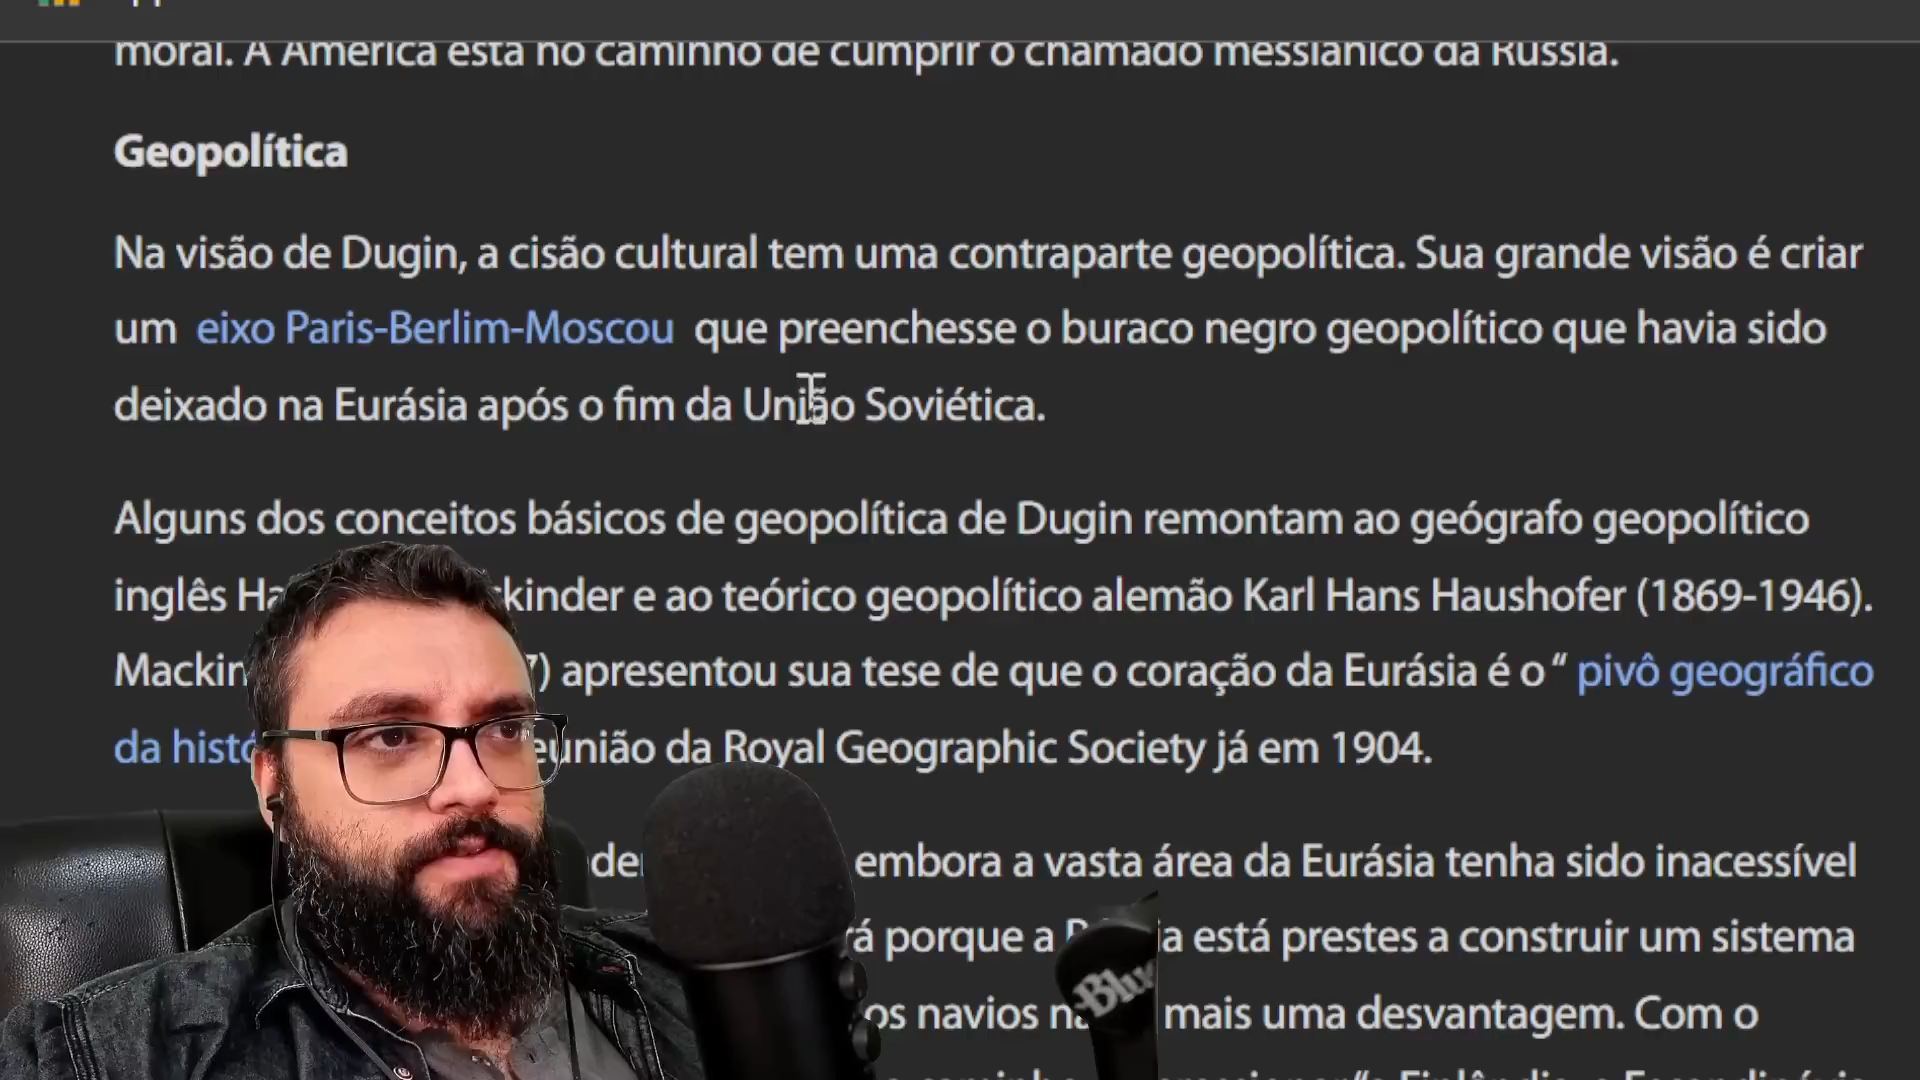 moral. A América está no caminho de cumprir o chamado messiânico da Rússia.
Geopolítica
Na visão de Dugin, a cisão cultural tem uma contraparte geopolítica. Sua grande visão é criar
um eixo Paris-Berlim-Moscou que preenchesse o buraco negro geopolítico que havia sido
deixado na Eurásia após o fim da União Soviética.
Alguns dos conceitos básicos de geopolítica de Dugin remontam ao geógrafo geopolítico
inglês kinder e ao teórico geopolítico alemão Karl Hans Haushofer (1869-1946).
Mackin 7) apresentou sua tese de que o coração da Eurásia é o “ pivô geográfico
da histó eunião da Royal Geographic Society já em 1904.
embora a vasta área da Eurásia tenha sido inacessível
rá porque a está prestes a construir um sistema
Blu
os navios mais uma desvantagem. Com o